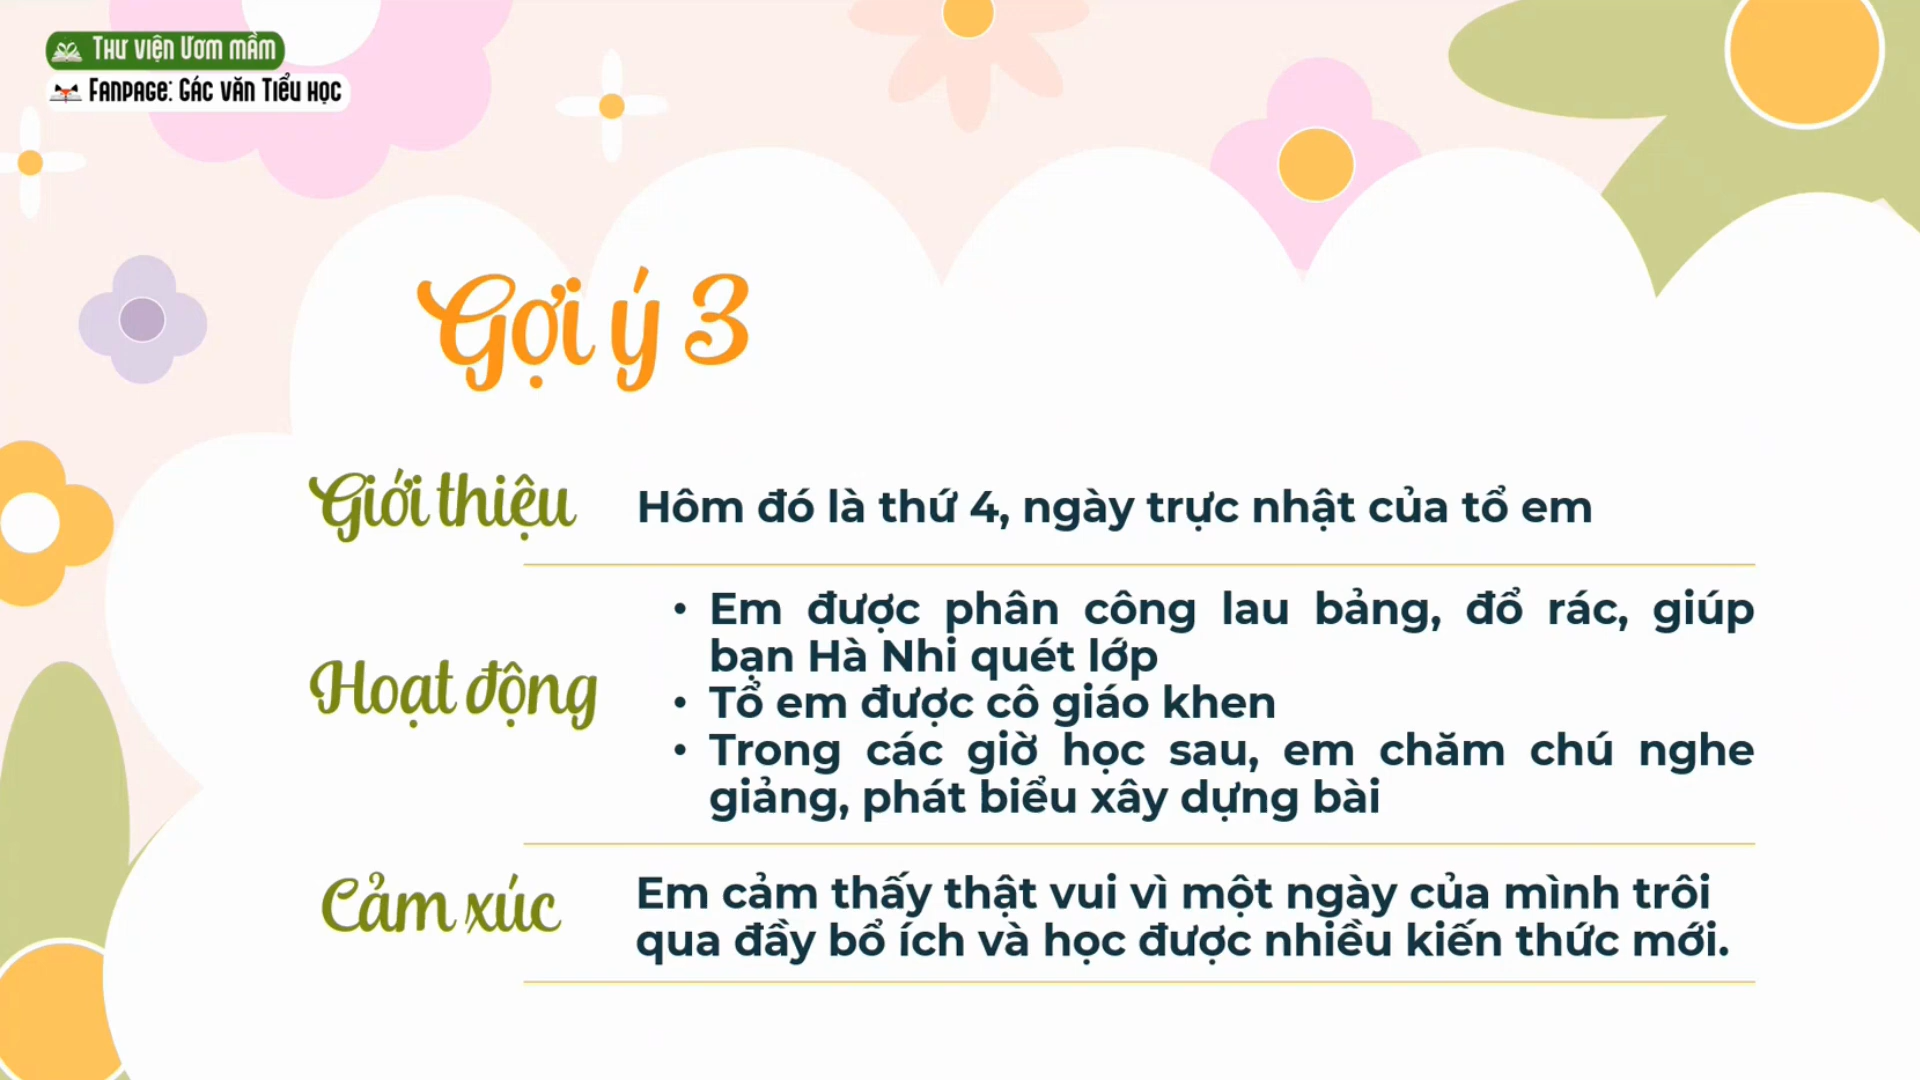 Thư viện Ươm mầm
Fanpage: Gác văn Tiểu học
Gợi ý 3
Giới thiệu
Hôm đó là thứ 4, ngày trực nhật của tổ em
Hoạt động
• Em được phân công lau bảng, đổ rác, giúp
bạn Hà Nhi quét lớp
• Tổ em được cô giáo khen
• Trong các giờ học sau, em chăm chú nghe
giảng, phát biểu xây dựng bài
Cảm xúc
Em cảm thấy thật vui vì một ngày của mình trôi
qua đầy bổ ích và học được nhiều kiến thức mới.